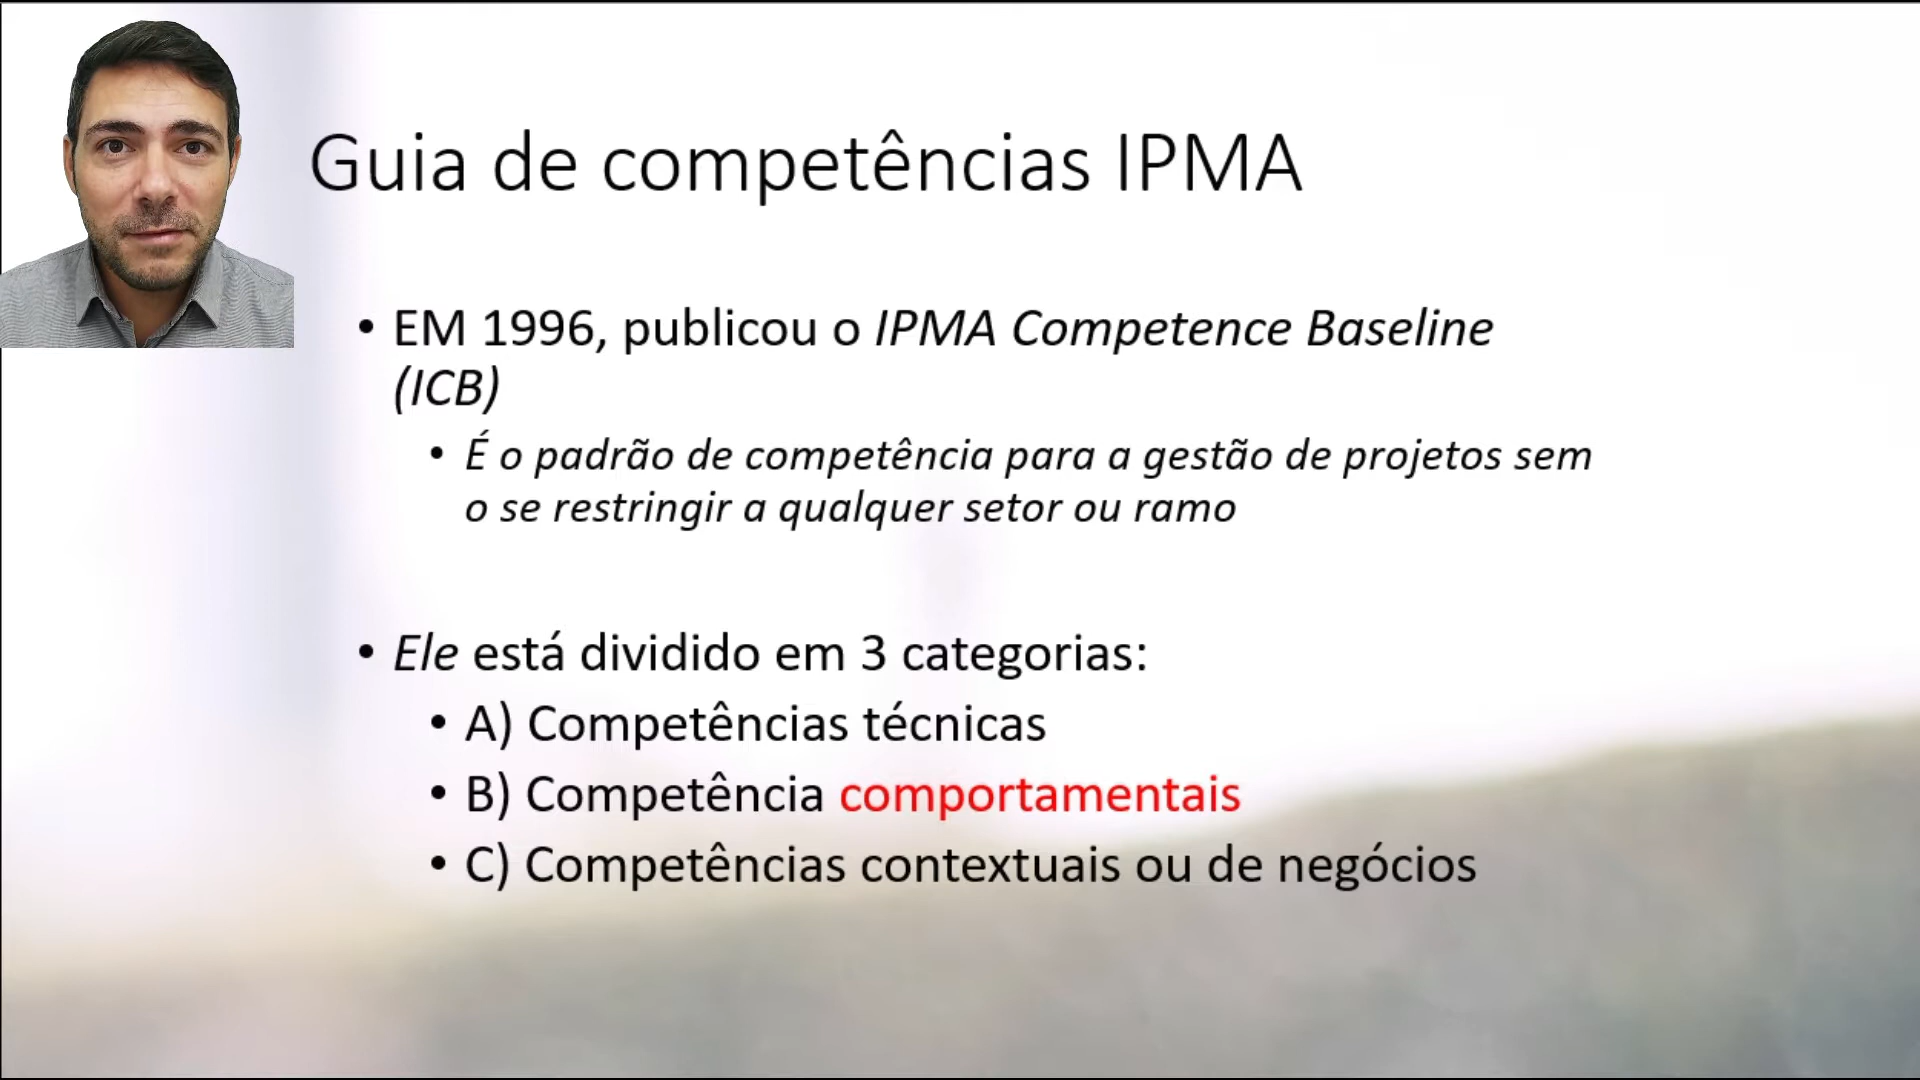 Guia de competências IPMA
• EM 1996, publicou o IPMA Competence Baseline
(ICB)
• É o padrão de competência para a gestão de projetos sem
o se restringir a qualquer setor ou ramo
• Ele está dividido em 3 categorias:
• A) Competências técnicas
• B) Competência comportamentais
• C) Competências contextuais ou de negócios